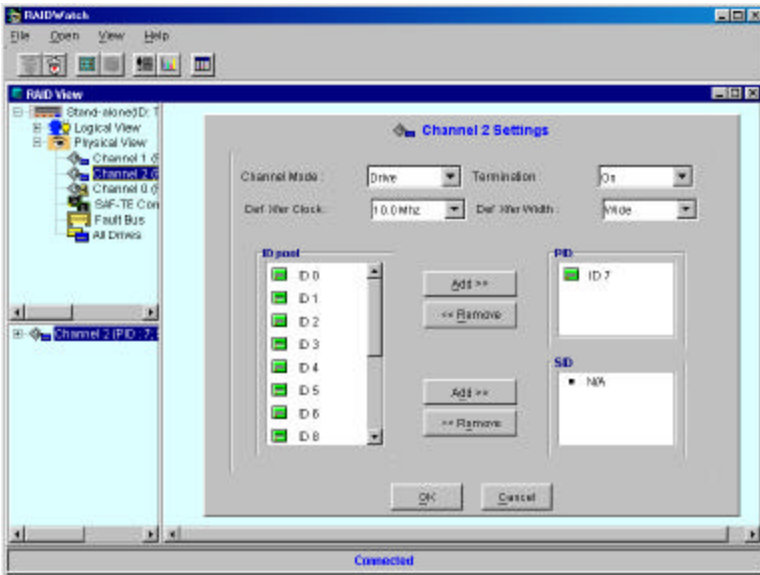 RAIDWatch
File Open View Help
RAID View
Stand-alone(ID: T
Logical View
Physical View
Channel 1 (
Channel 2 (
Channel 0 (
SAF-TE Con
Fault Bus
All Drives
Channel 2 (PID : 7;
Channel 2 Settings
Channel Mode : Drive Termination : On
Def Xfer Clock : 10.0 Mhz Def Xfer Width : Wide
ID pool
ID 0
ID 1
ID 2
ID 3
ID 4
ID 5
ID 6
ID 8
Add >>
<< Remove
Add >>
<< Remove
PID
ID 7
SID
N/A
OK Cancel
Connected